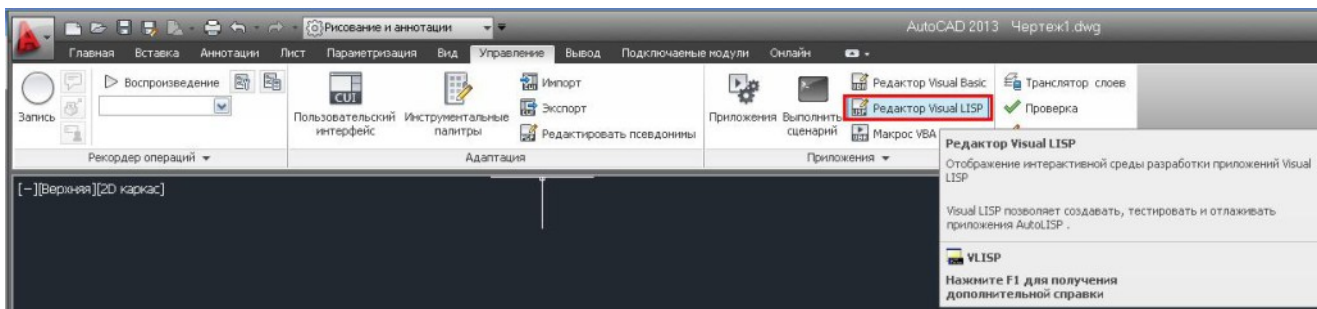 Рисование и аннотации
AutoCAD 2013 Чертеж1.dwg
Главная Вставка Аннотации Лист Параметризация Вид Управление Вывод Подключаемые модули Онлайн
Запись
Воспроизведение
CUI
Пользовательский интерфейс
Инструментальные палитры
Импорт
Экспорт
Редактировать псевдонимы
Приложения
Выполнить сценарий
Редактор Visual Basic
Редактор Visual LISP
Макрос VBA
Транслятор слоев
Проверка
Рекордер операций
Адаптация
Приложения
Редактор Visual LISP
Отображение интерактивной среды разработки приложений Visual
LISP
Visual LISP позволяет создавать, тестировать и отлаживать
приложения AutoLISP .
VLISP
Нажмите F1 для получения
дополнительной справки
[−][Верхняя][2D каркас]